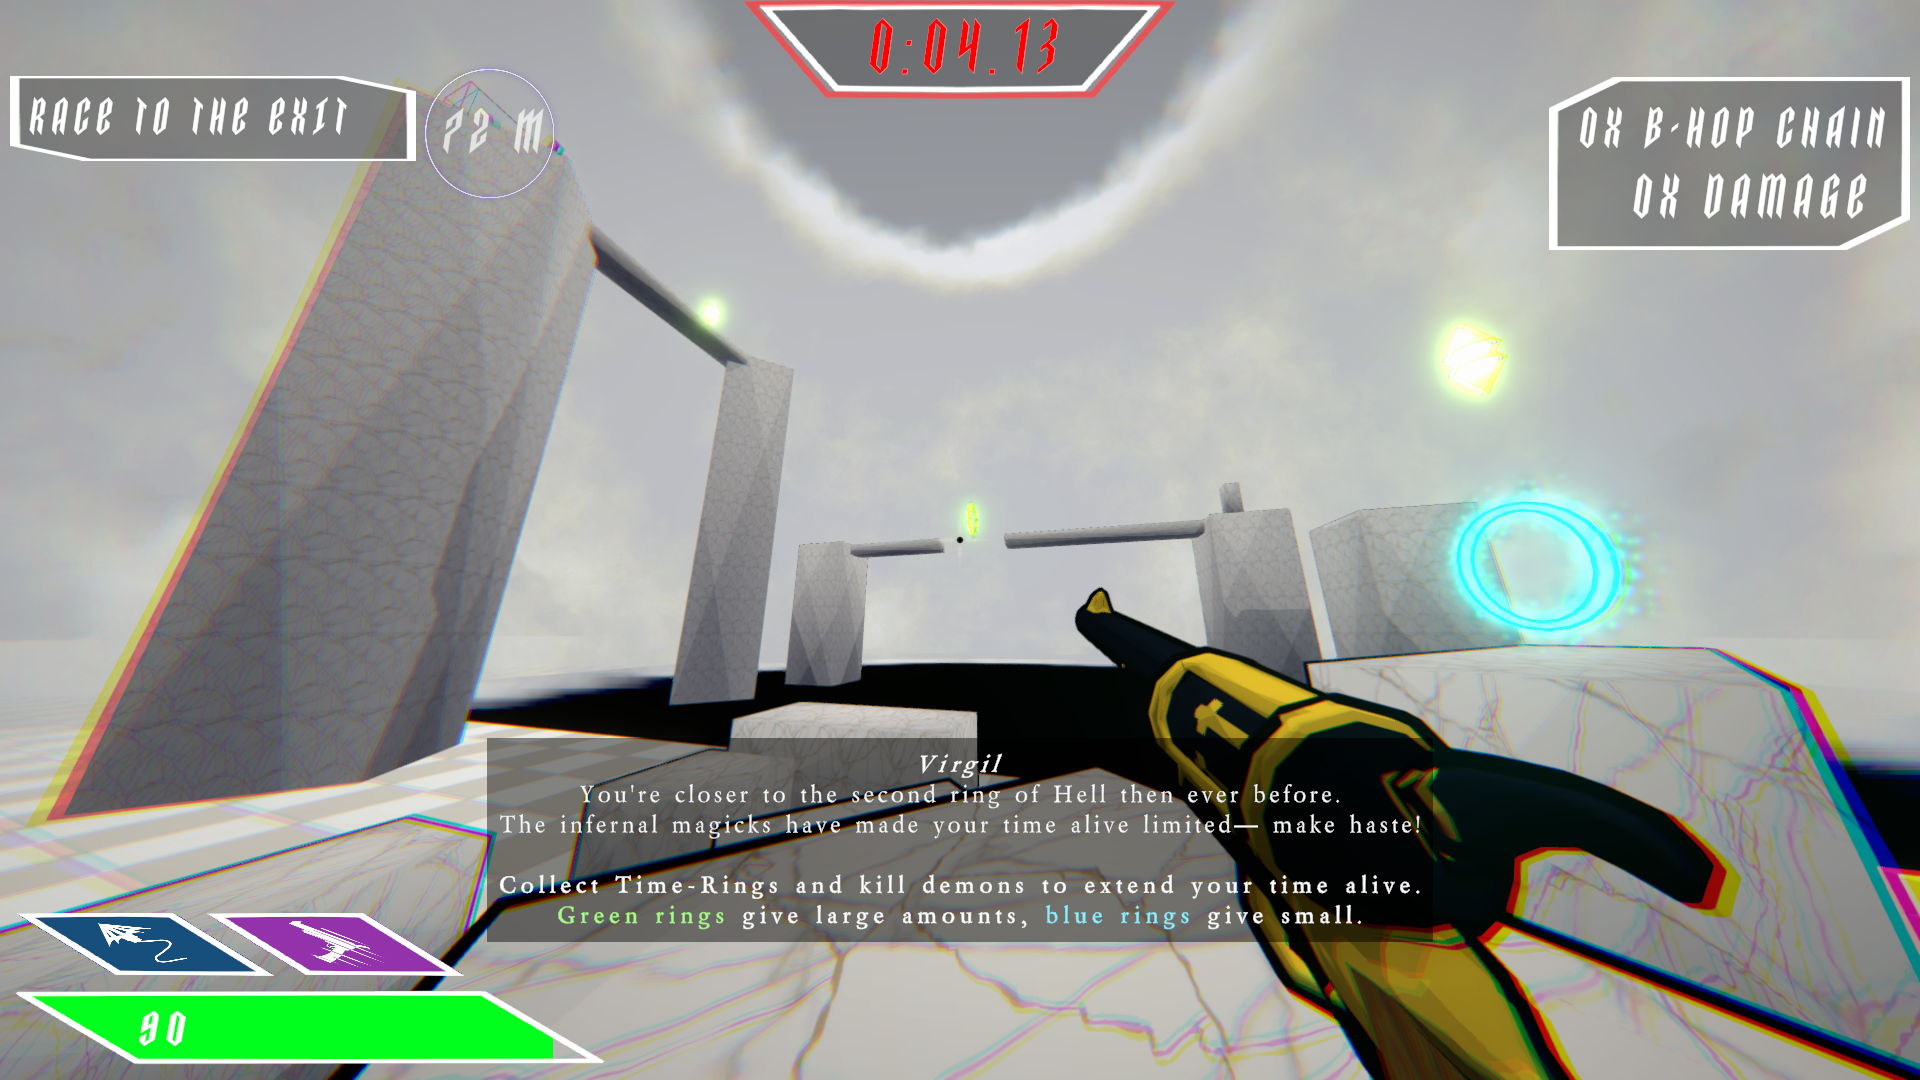 0:04.13
RACE TO THE EXIT
72 M
0X B-HOP CHAIN
0X DAMAGE
Virgil
You're closer to the second ring of Hell then ever before.
The infernal magicks have made your time alive limited— make haste!
Collect Time-Rings and kill demons to extend your time alive.
Green rings give large amounts, blue rings give small.
90